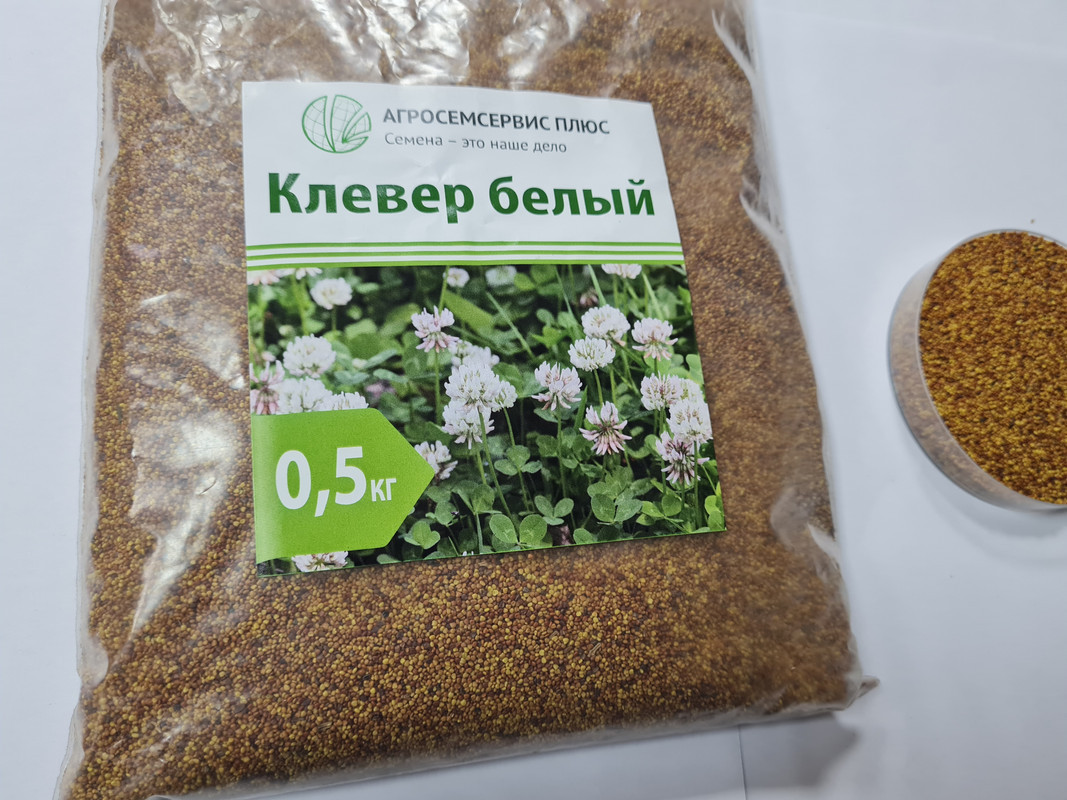 АГРОСЕМСЕРВИС ПЛЮС
Семена – это наше дело
Клевер белый
0,5кг